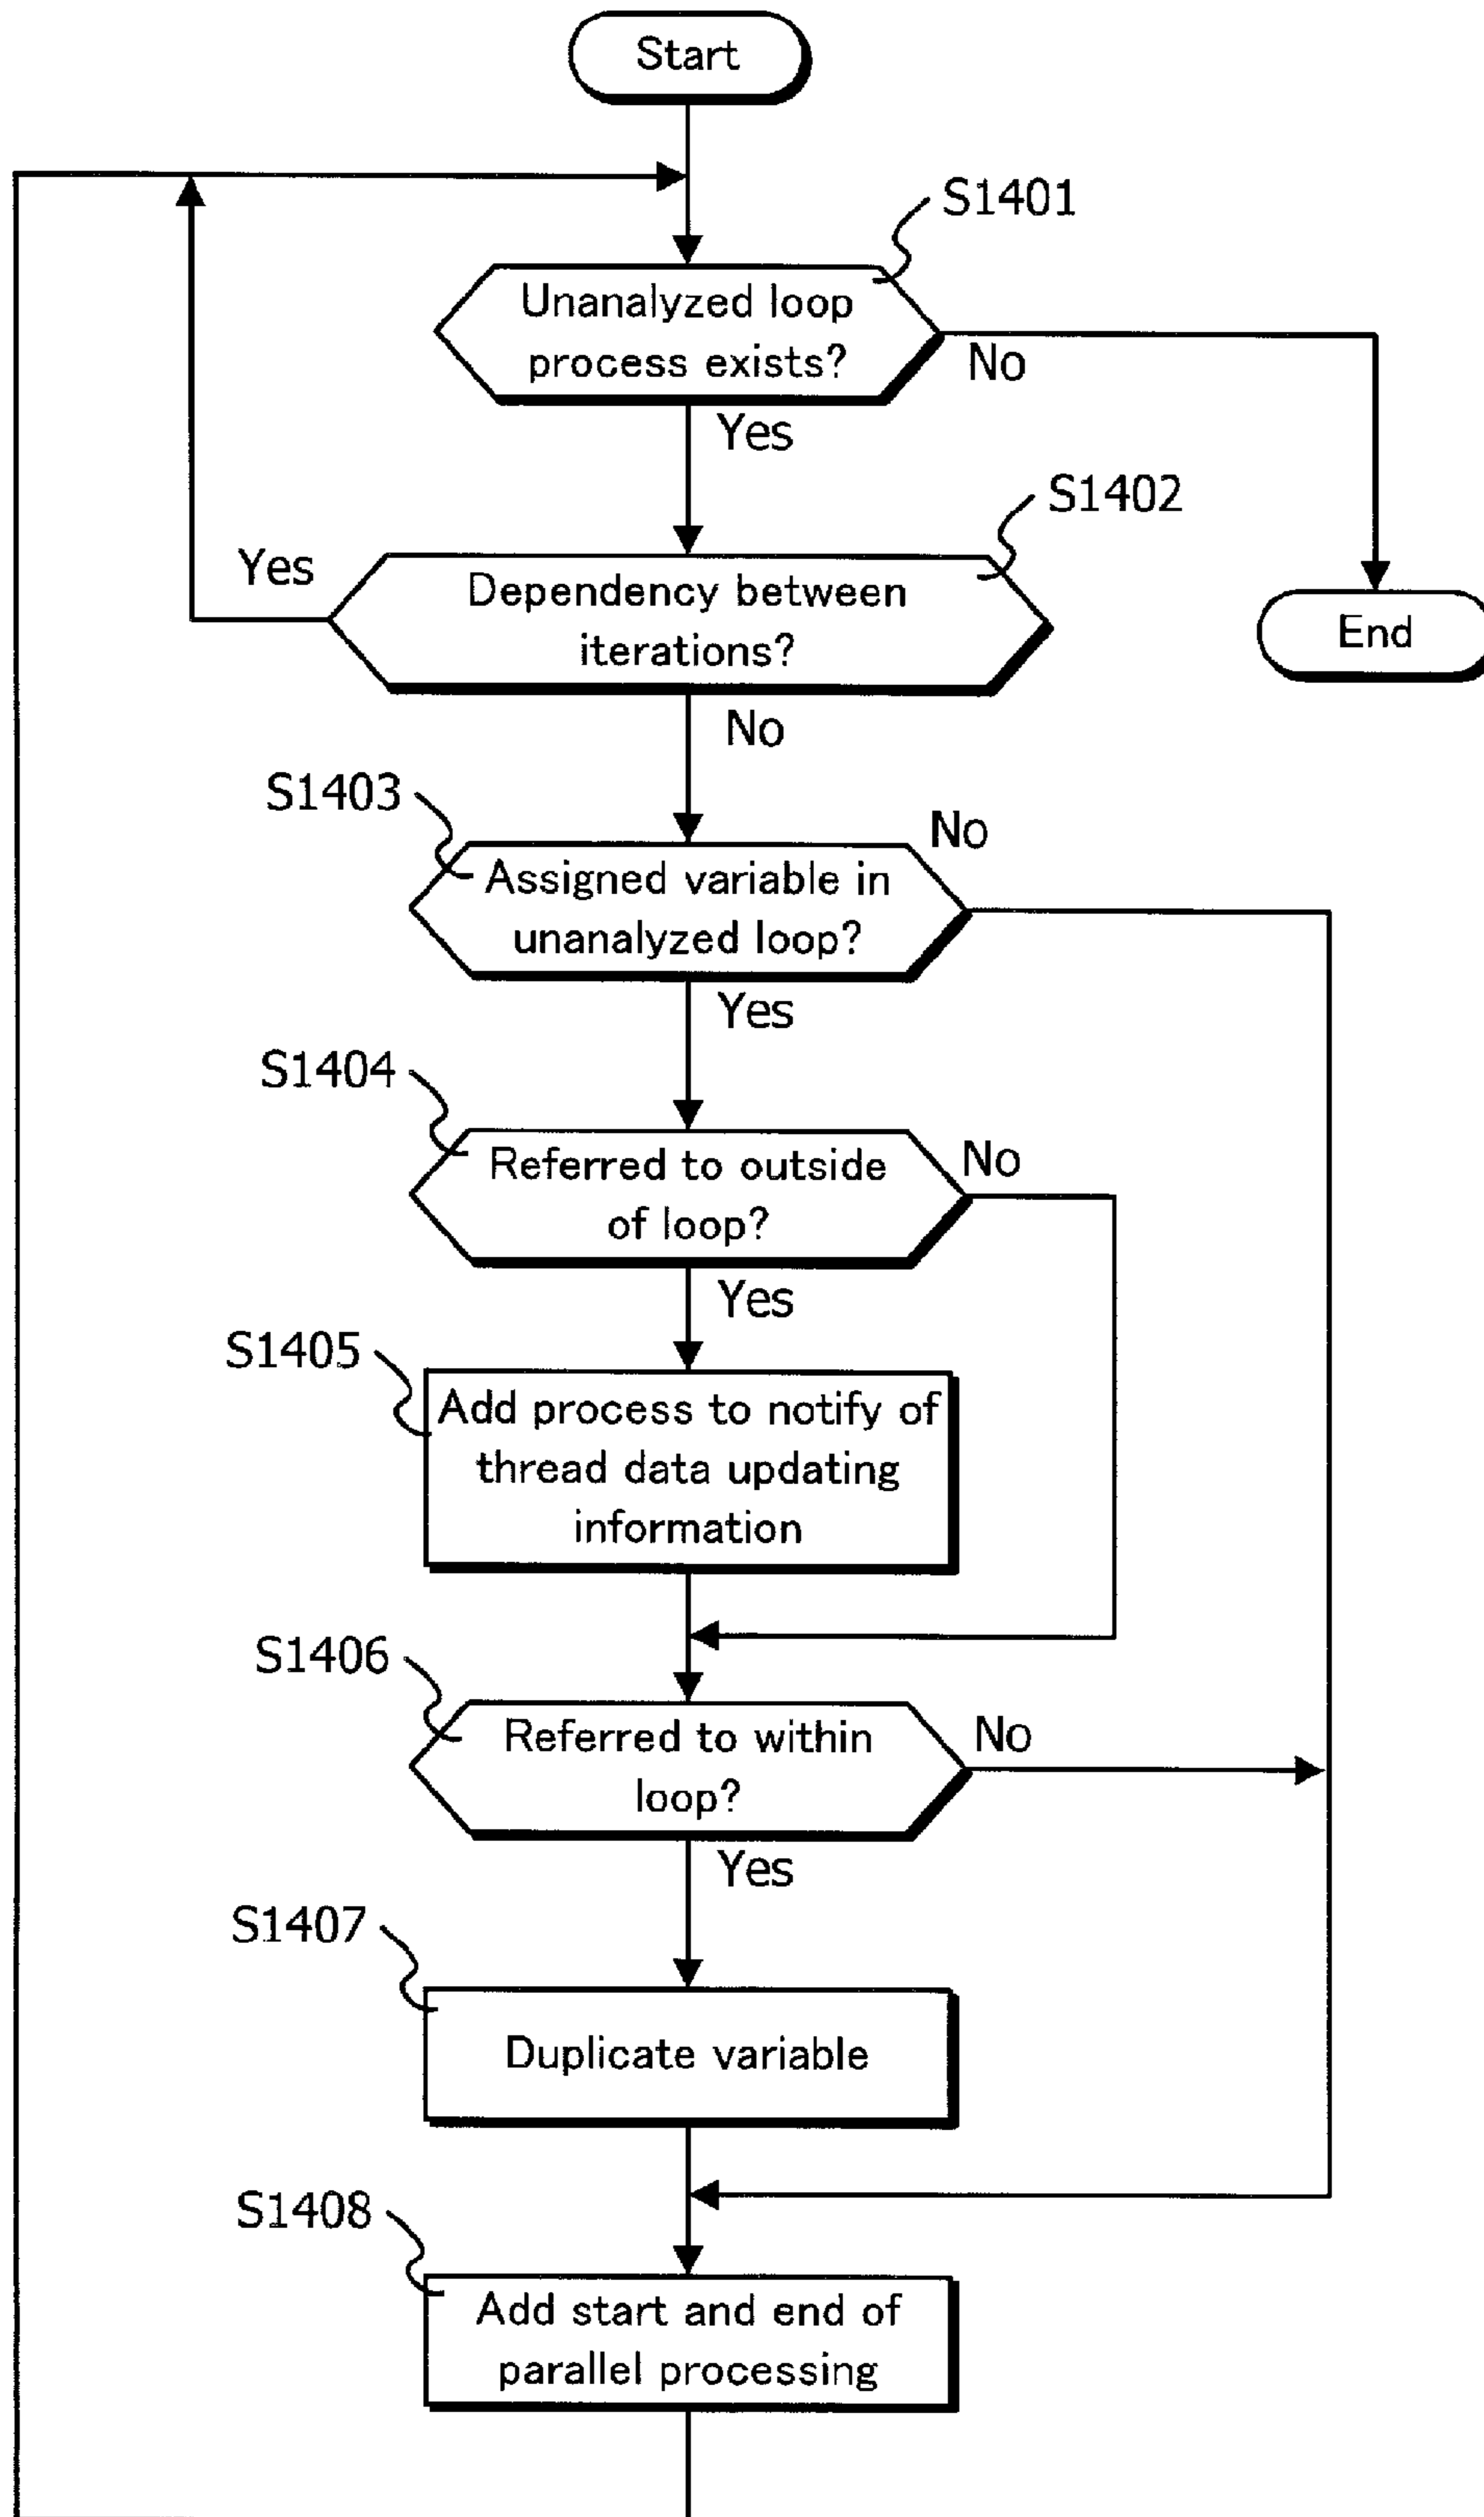 Start
S1401
Unanalyzed loop
process exists?
No
Yes
S1402
Yes
Dependency between
iterations?
End
No
S1403
No
Assigned variable in
unanalyzed loop?
Yes
S1404
Referred to outside
of loop?
No
Yes
S1405
Add process to notify of
thread data updating
information
S1406
Referred to within
loop?
No
Yes
S1407
Duplicate variable
S1408
Add start and end of
parallel processing